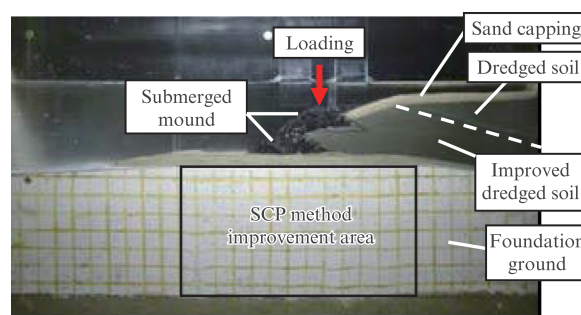 Loading
Sand capping
Dredged soil
Submerged
mound
Improved
dredged soil
SCP method
improvement area
Foundation
ground